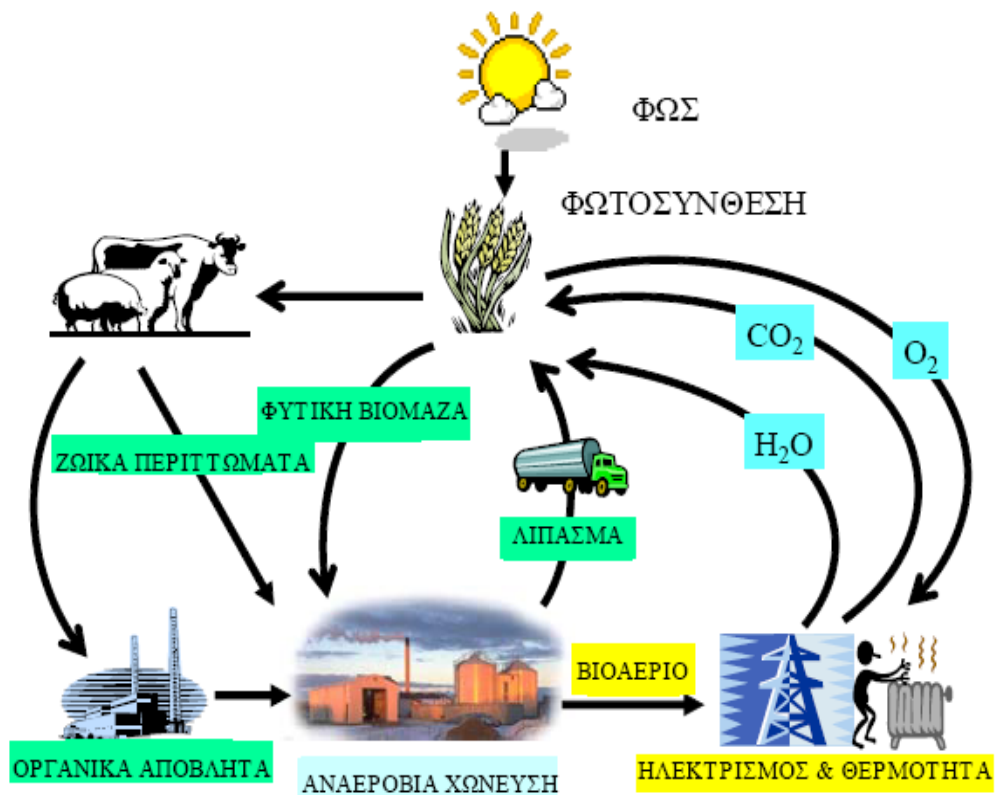 ΦΩΣ
ΦΩΤΟΣΥΝΘΕΣΗ
CO₂
O₂
ΦΥΤΙΚΗ ΒΙΟΜΑΖΑ
H₂O
ΖΩΙΚΑ ΠΕΡΙΤΤΩΜΑΤΑ
ΛΙΠΑΣΜΑ
ΒΙΟΑΕΡΙΟ
ΟΡΓΑΝΙΚΑ ΑΠΟΒΛΗΤΑ
ΑΝΑΕΡΟΒΙΑ ΧΩΝΕΥΣΗ
ΗΛΕΚΤΡΙΣΜΟΣ & ΘΕΡΜΟΤΗΤΑ